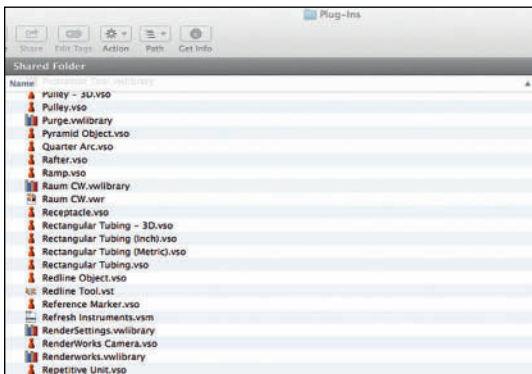 Plug-Ins
Share Edit Tags Action Path Get Info
Shared Folder
Name
Pulley - 3D.vso
Pulley.vso
Purge.vwlibrary
Pyramid Object.vso
Quarter Arc.vso
Rafter.vso
Ramp.vso
Raum CW.vwlibrary
Raum CW.vwr
Receptacle.vso
Rectangular Tubing - 3D.vso
Rectangular Tubing (Inch).vso
Rectangular Tubing (Metric).vso
Rectangular Tubing.vso
Redline Object.vso
Redline Tool.vst
Reference Marker.vso
Refresh Instruments.vsm
RenderSettings.vwlibrary
RenderWorks Camera.vso
Renderworks.vwlibrary
Repetitive Unit.vso